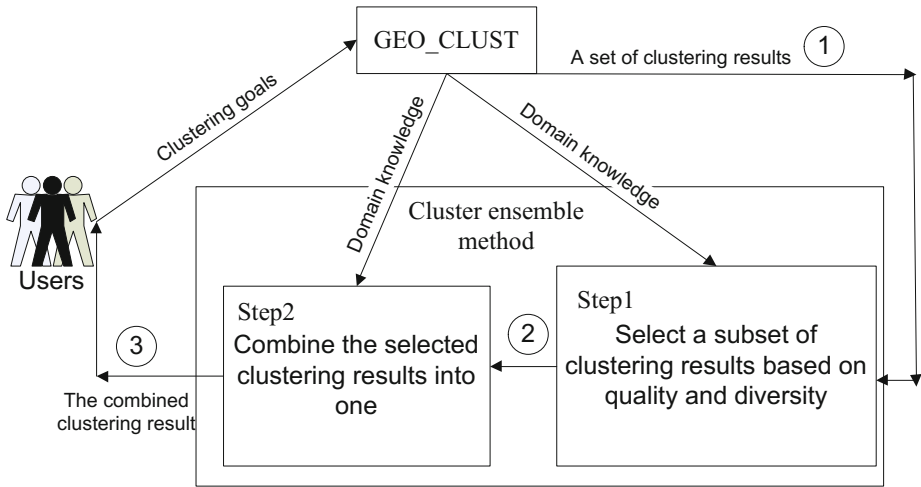 GEO_CLUST
1
A set of clustering results
Clustering goals
Domain knowledge
Domain knowledge
Users
Cluster ensemble
method
Step1
Select a subset of
clustering results based on
quality and diversity
2
Step2
Combine the selected
clustering results into
one
3
The combined
clustering result